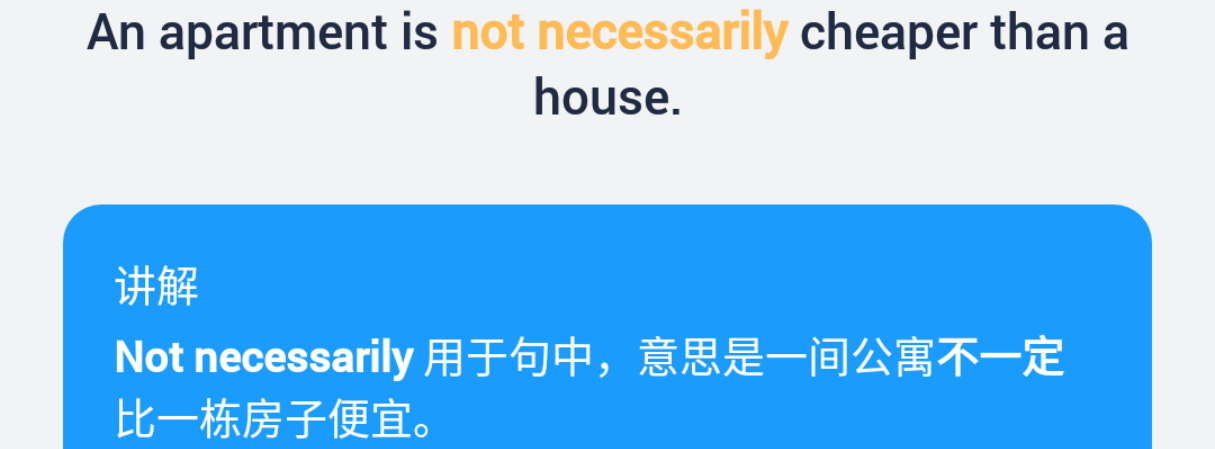 An apartment is not necessarily cheaper than a
house.
讲解
Not necessarily 用于句中，意思是一间公寓不一定
比一栋房子便宜。